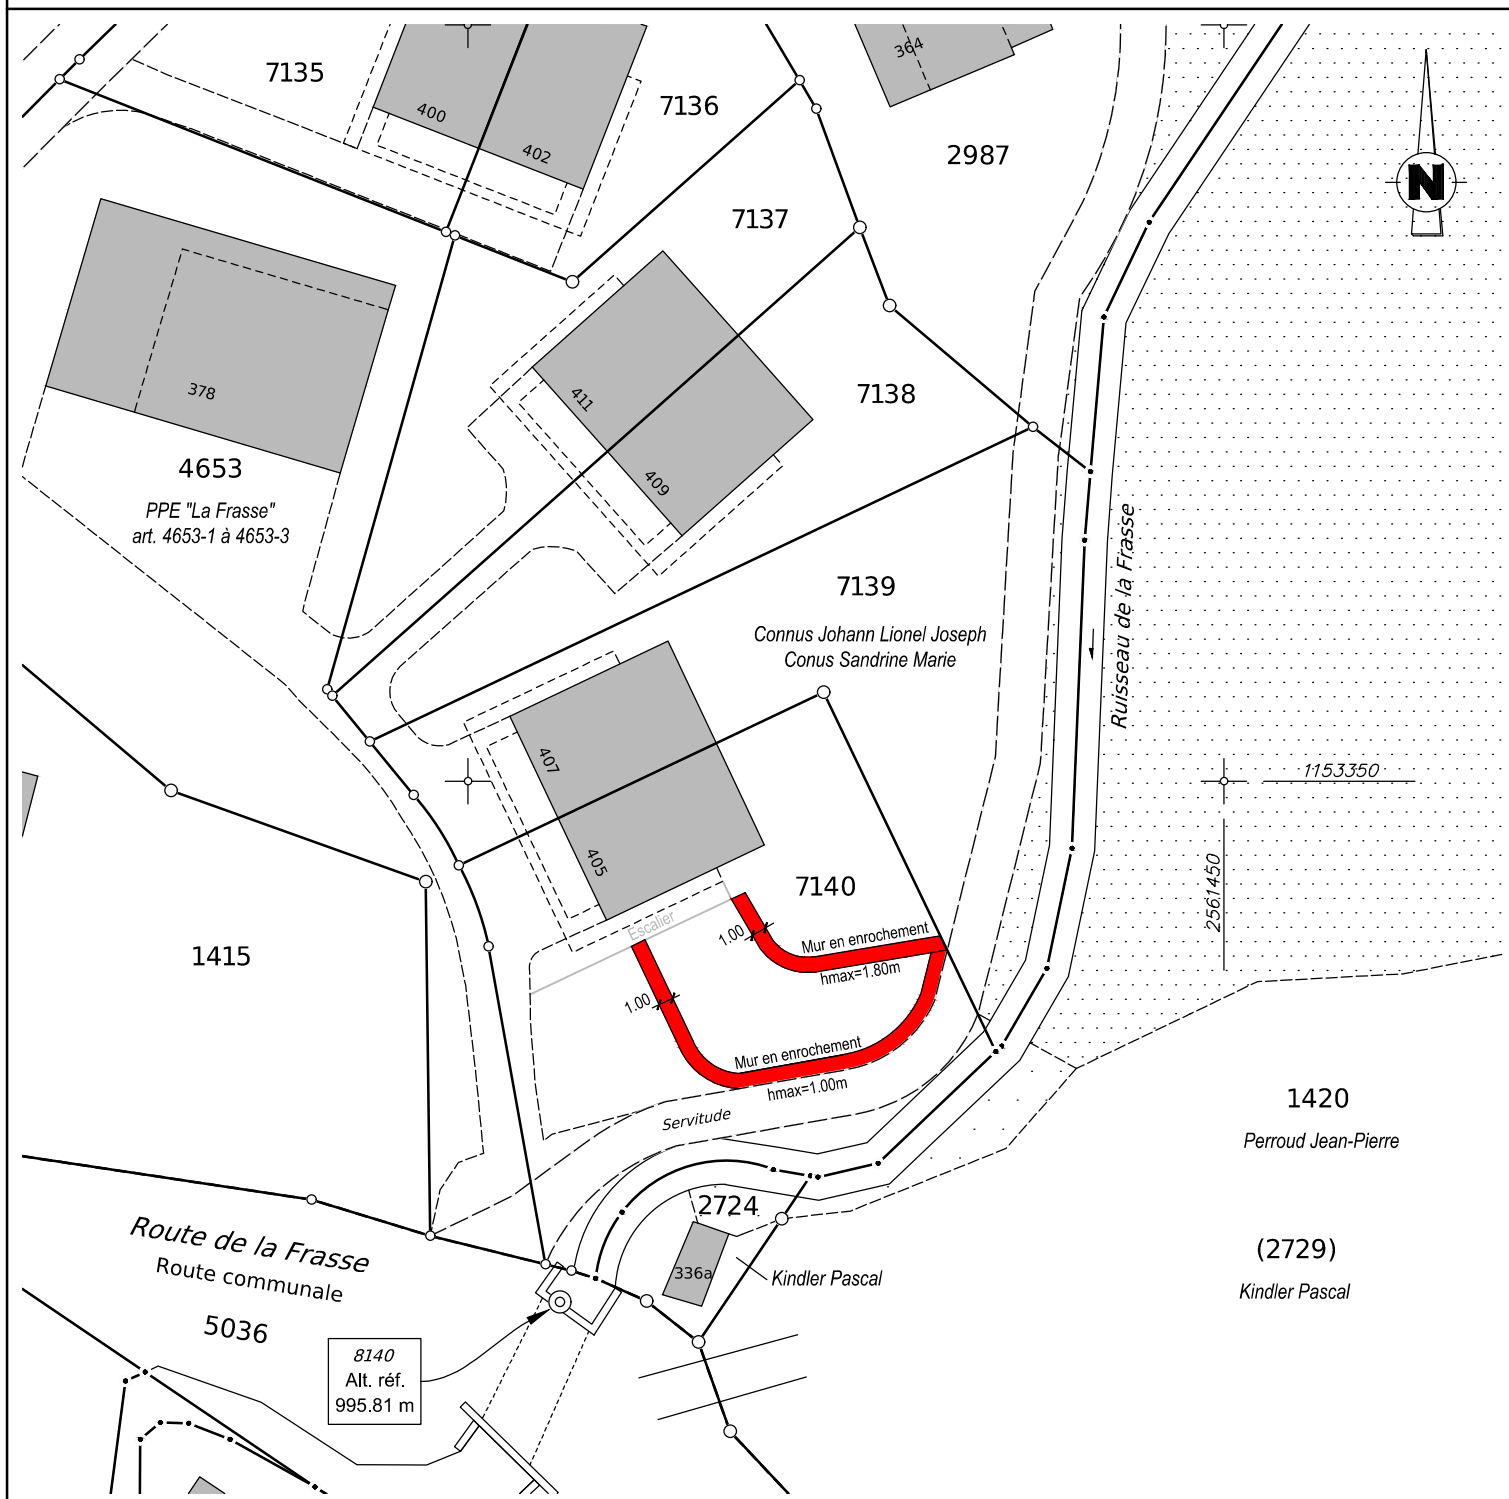 7135
400
402
7136
364
2987
N
7137
378
4653
PPE "La Frasse"
art. 4653-1 à 4653-3
411
409
7138
Ruisseau de la Frasse
7139
Connus Johann Lionel Joseph
Conus Sandrine Marie
407
405
1153350
2561450
7140
1415
Escalier
1.00
Mur en enrochement
hmax=1.80m
1.00
Mur en enrochement
hmax=1.00m
Servitude
1420
Perroud Jean-Pierre
2724
336a
Kindler Pascal
(2729)
Kindler Pascal
Route de la Frasse
Route communale
5036
8140
Alt. réf.
995.81 m